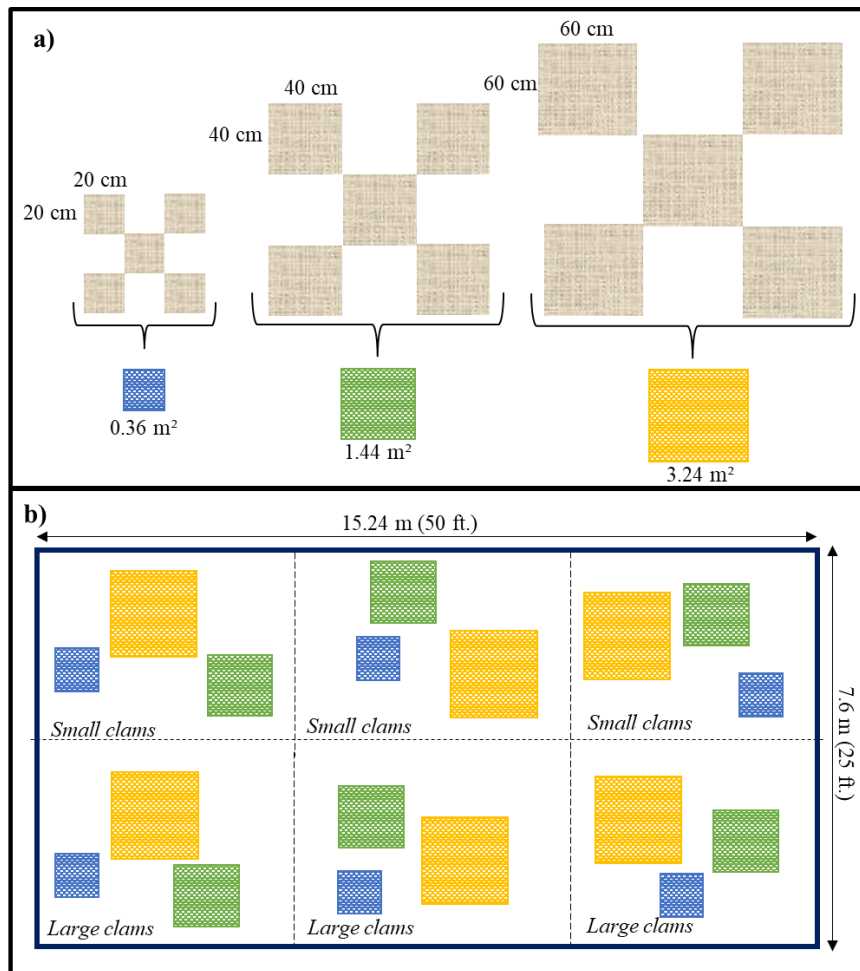 a)
60 cm
60 cm
40 cm
40 cm
20 cm
20 cm
0.36 m²
1.44 m²
3.24 m²
b)
15.24 m (50 ft.)
7.6 m (25 ft.)
Small clams
Small clams
Small clams
Large clams
Large clams
Large clams